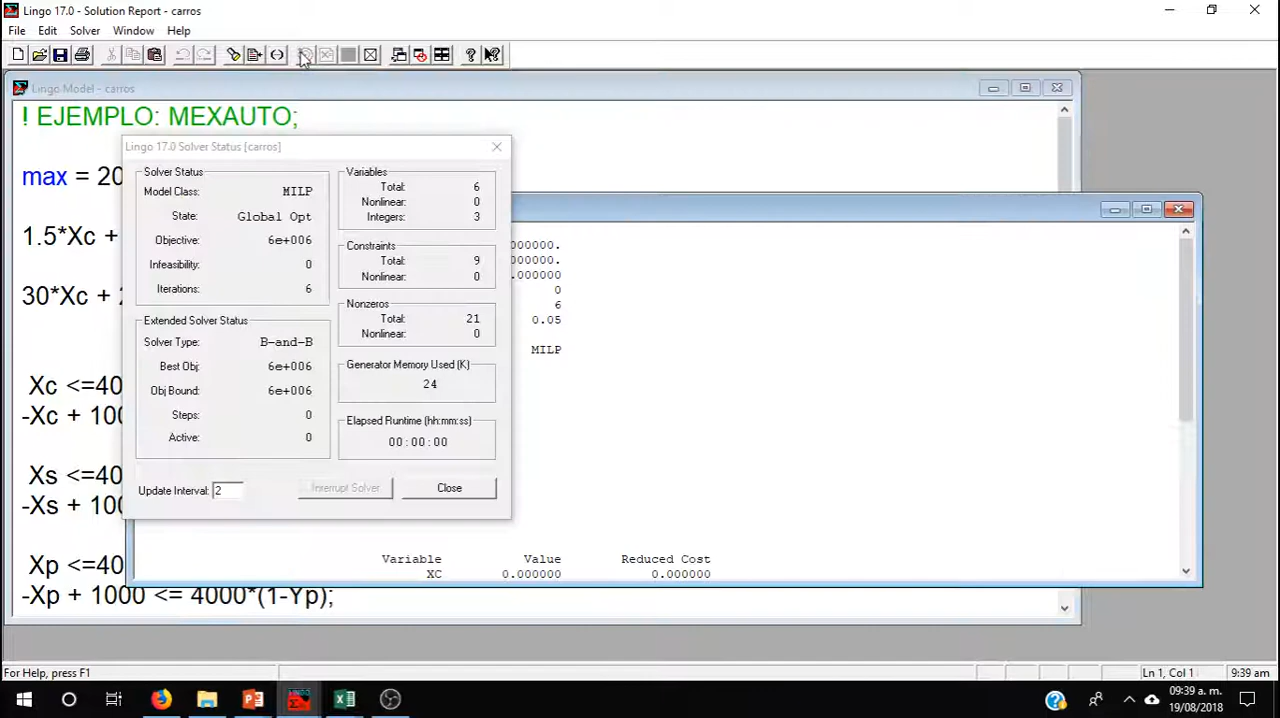 Lingo 17.0 - Solution Report - carros
File Edit Solver Window Help
Lingo Model - carros
! EJEMPLO: MEXAUTO;
max = 20
1.5*Xc +
30*Xc +
Xc <=40
-Xc + 100
Xs <=40
-Xs + 100
Xp <=40
-Xp + 1000 <= 4000*(1-Yp);
Lingo 17.0 Solver Status [carros]
Solver Status
Model Class: MILP
State: Global Opt
Objective: 6e+006
Infeasibility: 0
Iterations: 6
Extended Solver Status
Solver Type: B-and-B
Best Obj: 6e+006
Obj Bound: 6e+006
Steps: 0
Active: 0
Variables
Total: 6
Nonlinear: 0
Integers: 3
Constraints
Total: 9
Nonlinear: 0
Nonzeros
Total: 21
Nonlinear: 0
Generator Memory Used (K)
24
Elapsed Runtime (hh:mm:ss)
00:00:00
Update Interval: 2 Interrupt Solver Close
000000.
000000.
.000000
0
6
0.05
MILP
Variable Value Reduced Cost
XC 0.000000 0.000000
For Help, press F1
Ln 1, Col 1 9:39 am
09:39 a. m.
19/08/2018